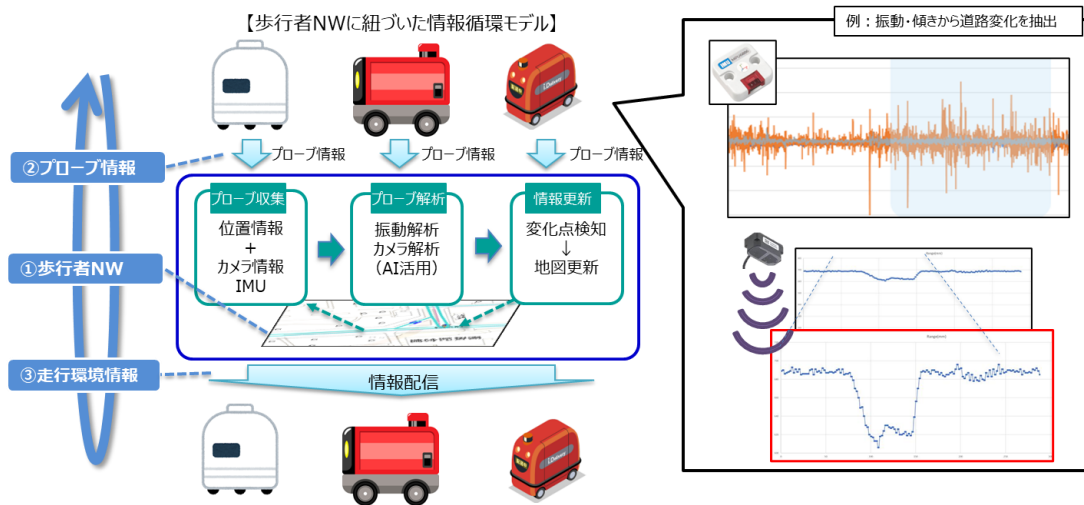 【歩行者NWに紐づいた情報循環モデル】
例：振動・傾きから道路変化を抽出
プローブ情報
プローブ情報
プローブ情報
②プローブ情報
プローブ収集
位置情報
+
カメラ情報
IMU
プローブ解析
振動解析
カメラ解析
（AI活用）
情報更新
変化点検知
↓
地図更新
①歩行者NW
③走行環境情報
情報配信